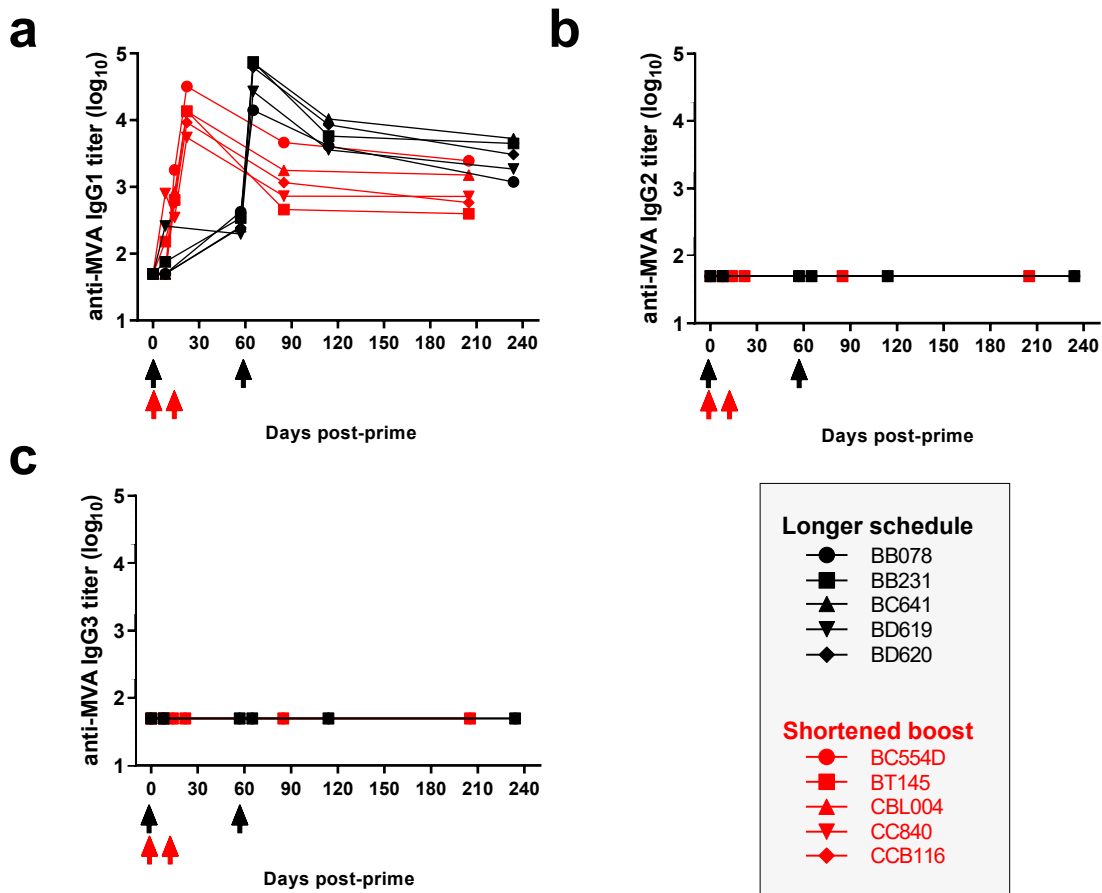 a
anti-MVA IgG1 titer (log10)
5
4
3
2
1
0 30 60 90 120 150 180 210 240
Days post-prime
b
anti-MVA IgG2 titer (log10)
5
4
3
2
1
0 30 60 90 120 150 180 210 240
Days post-prime
c
anti-MVA IgG3 titer (log10)
5
4
3
2
1
0 30 60 90 120 150 180 210 240
Days post-prime
Longer schedule
BB078
BB231
BC641
BD619
BD620
Shortened boost
BC554D
BT145
CBL004
CC840
CCB116